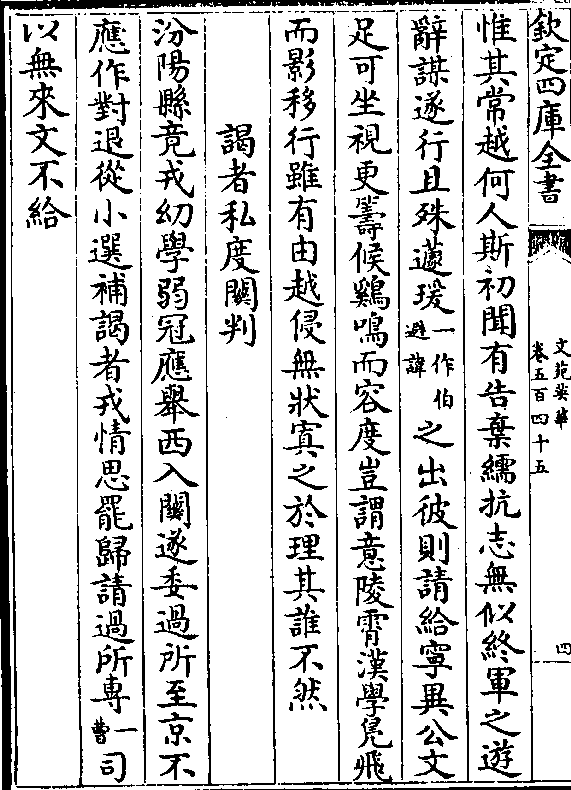 欽定四庫全書
文苑英華
卷五百四十五
四
惟其常越何人斯初聞有告棄繻抗志無似終軍之遊
辭謀遂行且殊蘧瑗一作伯避諱之出彼則請給寧異公文
足可坐視更籌候鷄鳴而容度豈謂意陵霄漢學鳧飛
而影移行雖有由越侵無狀寘之於理其誰不然
謁者私度關判
汾陽縣竟戎幼學弱冠應舉西入關遂委過所至京不
應作對退從小選補謁者戎情思罷歸請過所專一曹司
以無來文不給